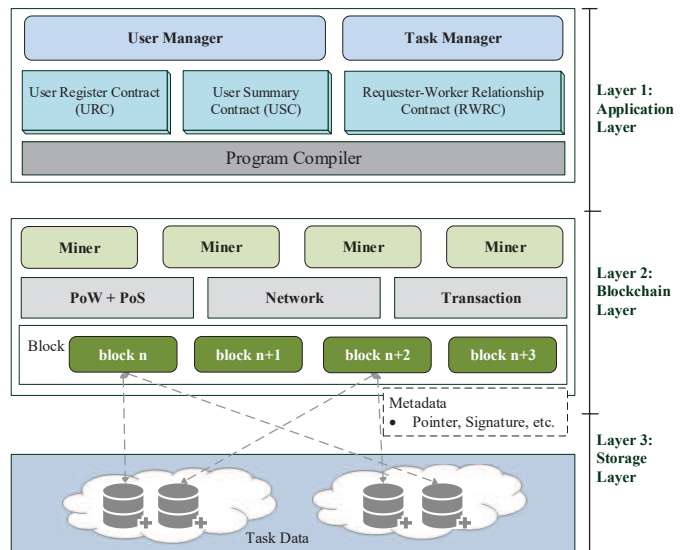 User Manager
Task Manager
User Register Contract
(URC)
User Summary
Contract (USC)
Requester-Worker Relationship
Contract (RWRC)
Program Compiler
Layer 1:
Application
Layer
Miner
Miner
Miner
Miner
PoW + PoS
Network
Transaction
Layer 2:
Blockchain
Layer
Block
block n
block n+1
block n+2
block n+3
Metadata
● Pointer, Signature, etc.
Layer 3:
Storage
Layer
Task Data